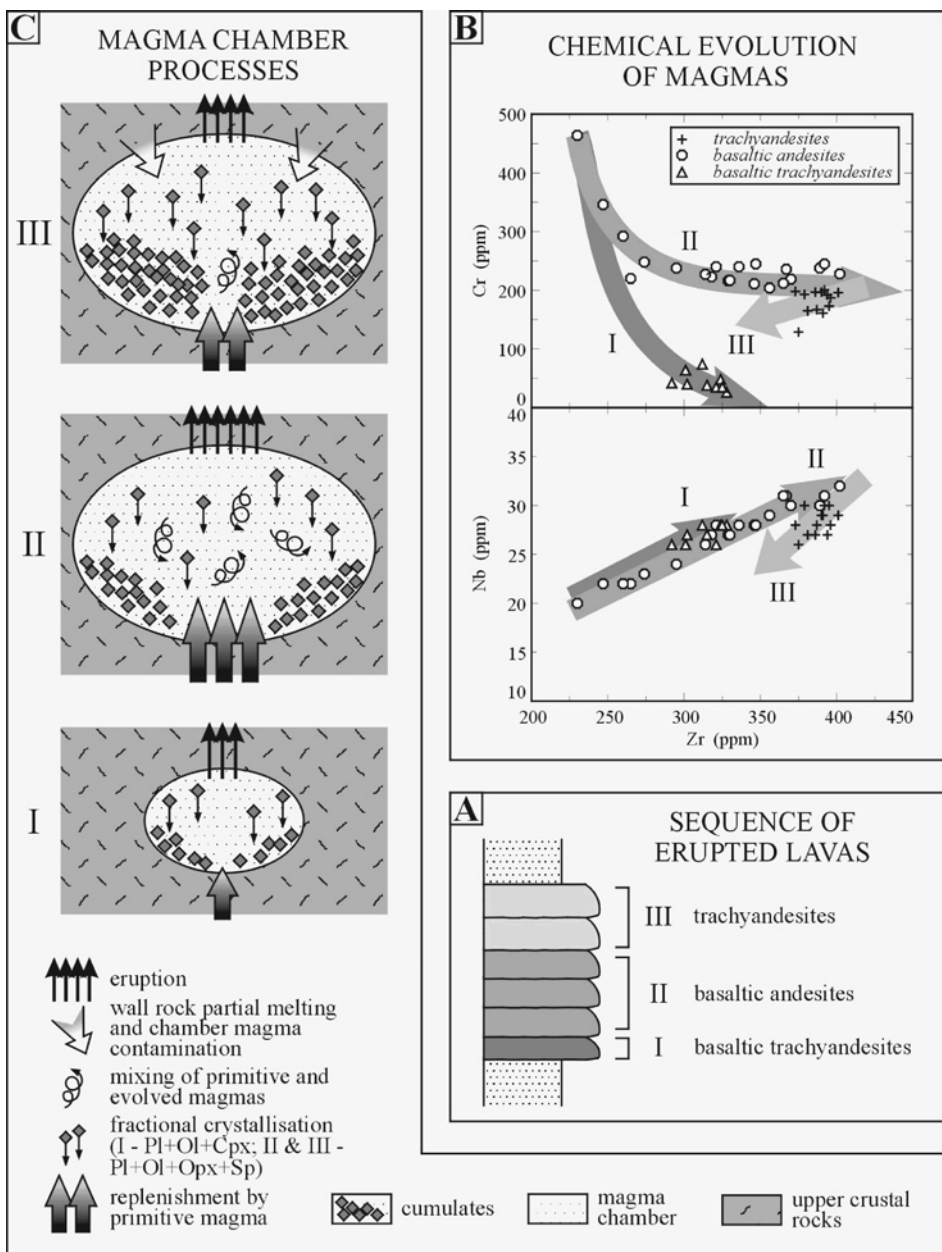 C
MAGMA CHAMBER
PROCESSES
III
II
I
eruption
wall rock partial melting
and chamber magma
contamination
mixing of primitive and
evolved magmas
fractional crystallisation
(I - Pl+Ol+Cpx; II & III -
Pl+Ol+Opx+Sp)
replenishment by
primitive magma
cumulates
magma
chamber
upper crustal
rocks
B
CHEMICAL EVOLUTION
OF MAGMAS
500
400
300
200
100
0
Cr (ppm)
trachyandesites
basaltic andesites
basaltic trachyandesites
II
I
III
40
35
30
25
20
15
10
Nb (ppm)
I
II
III
200 250 300 350 400 450
Zr (ppm)
A
SEQUENCE OF
ERUPTED LAVAS
III trachyandesites
II basaltic andesites
I basaltic trachyandesites